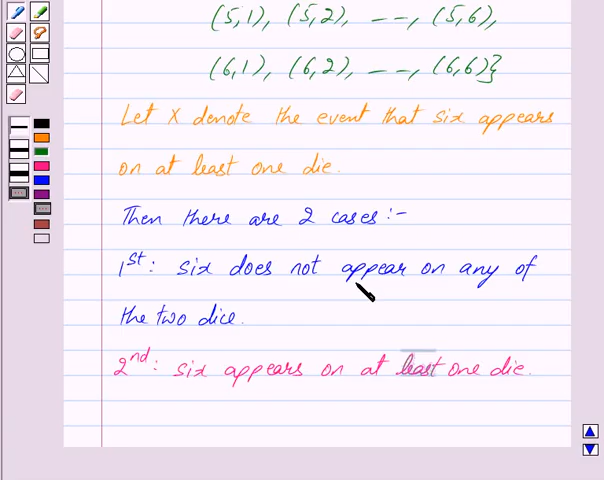 (5,1), (5,2), ---, (5,6),
(6,1), (6,2), ---, (6,6)}
Let X denote the event that six appears
on at least one die.
Then there are 2 cases:-
1st: six does not appear on any of
the two dice.
2nd: six appears on at least one die.